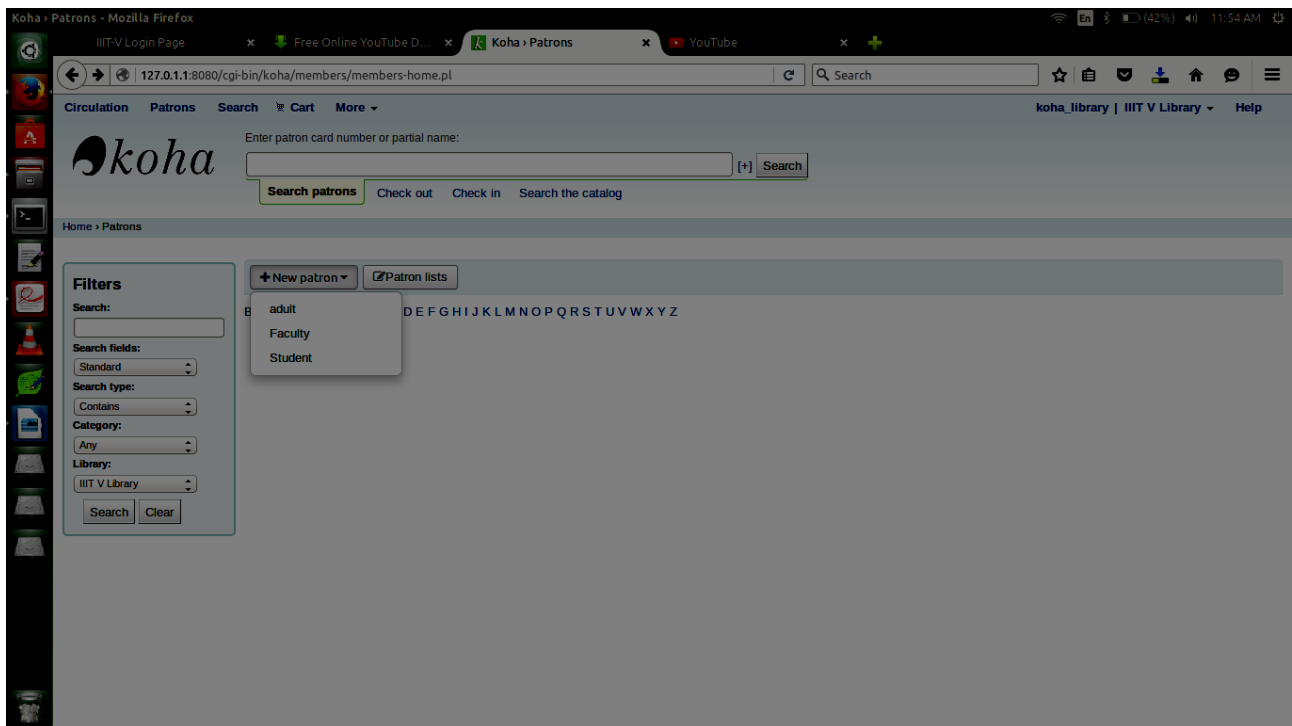 Koha › Patrons - Mozilla Firefox
En (42%) 11:54 AM
IIIT-V Login Page × Free Online YouTube D... × Koha › Patrons × YouTube ×
127.0.1.1:8080/cgi-bin/koha/members/members-home.pl Search
Circulation Patrons Search Cart More koha_library | IIIT V Library Help
koha
Enter patron card number or partial name:
[+] Search
Search patrons Check out Check in Search the catalog
Home › Patrons
New patron Patron lists
adult
Faculty
Student
D E F G H I J K L M N O P Q R S T U V W X Y Z
Filters
Search:
Search fields:
Standard
Search type:
Contains
Category:
Any
Library:
IIIT V Library
Search Clear